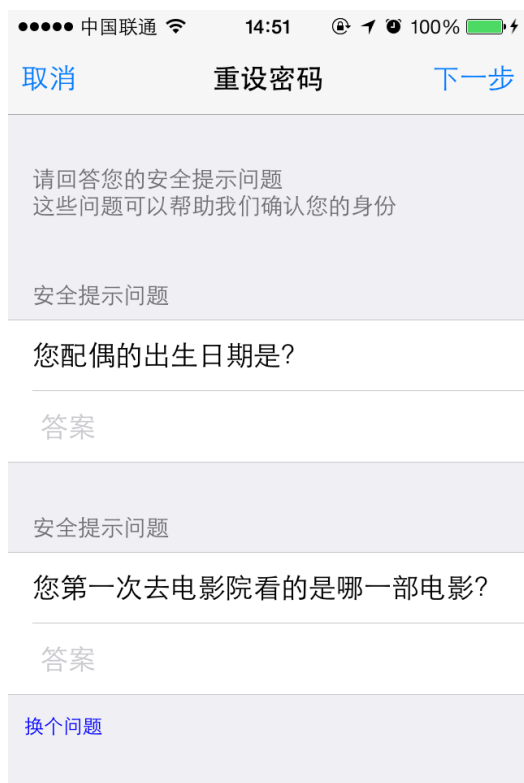 中国联通 14:51 100%
取消 重设密码 下一步
请回答您的安全提示问题
这些问题可以帮助我们确认您的身份
安全提示问题
您配偶的出生日期是?
答案
安全提示问题
您第一次去电影院看的是哪一部电影?
答案
换个问题